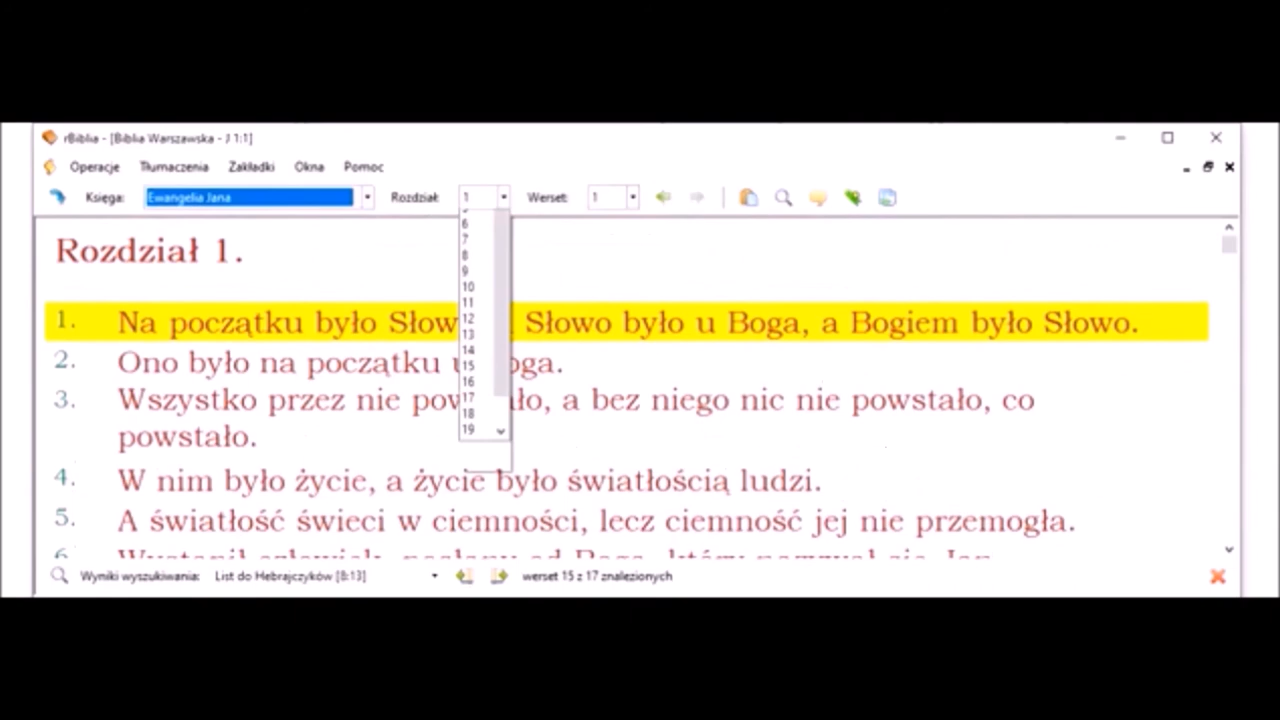 rBiblia - [Biblia Warszawska - J 1:1]
Operacje Tłumaczenia Zakładki Okna Pomoc
Księga: Ewangelia Jana Rozdział: 1 Werset: 1
6
7
8
9
10
11
12
13
14
15
16
17
18
19
Rozdział 1.
1. Na początku było Słowo było u Boga, a Bogiem było Słowo.
2. Ono było na początku
3. Wszystko przez nie a bez niego nic nie powstało, co
powstało.
4. W nim było życie, a życie było światłością ludzi.
5. A światłość świeci w ciemności, lecz ciemność jej nie przemogła.
Wyniki wyszukiwania: List do Hebrajczyków [8:13] werset 15 z 17 znalezionych